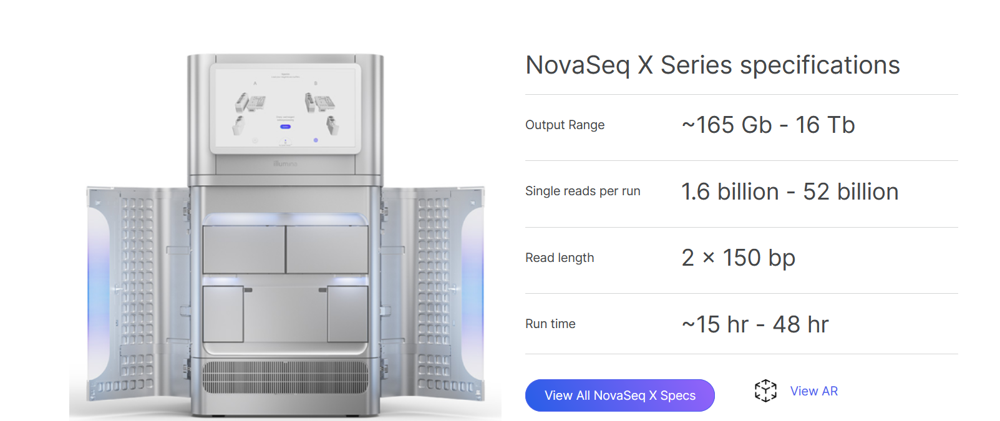 A
B
illumina
NovaSeq X Series specifications
Output Range
~165 Gb - 16 Tb
Single reads per run
1.6 billion - 52 billion
Read length
2 × 150 bp
Run time
~15 hr - 48 hr
View All NovaSeq X Specs
View AR